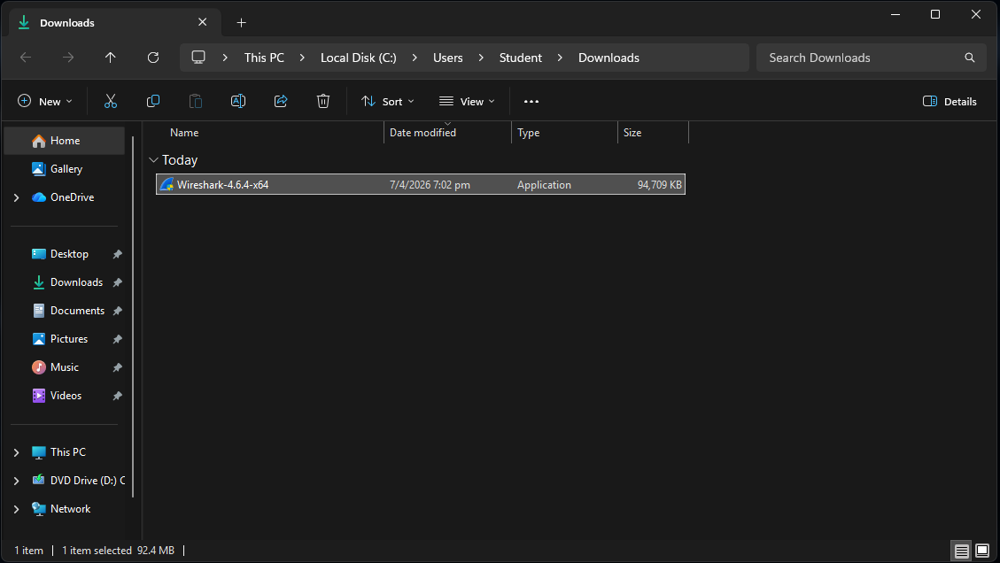 Downloads
This PC Local Disk (C:) Users Student Downloads Search Downloads
New Sort View Details
Name Date modified Type Size
Today
Wireshark-4.6.4-x64 7/4/2026 7:02 pm Application 94,709 KB
Home
Gallery
OneDrive
Desktop
Downloads
Documents
Pictures
Music
Videos
This PC
DVD Drive (D:) C
Network
1 item 1 item selected 92.4 MB